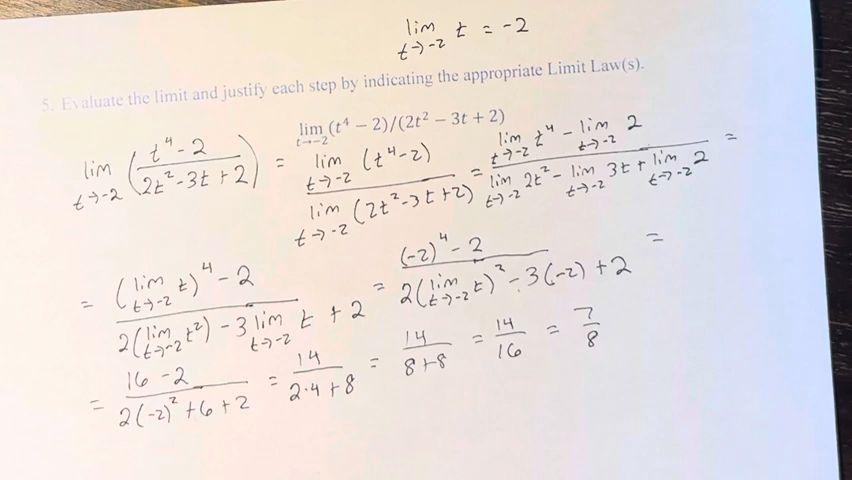 lim t→-2 t = -2
5. Evaluate the limit and justify each step by indicating the appropriate Limit Law(s).
lim t→-2 (t⁴ − 2)/(2t² − 3t + 2)
lim t→-2 ((t⁴-2)/(2t²-3t+2)) = (lim t→-2 (t⁴-2))/(lim t→-2 (2t²-3t+2)) = (lim t→-2 t⁴ - lim t→-2 2)/(lim t→-2 2t² - lim t→-2 3t + lim t→-2 2) =
= ((lim t→-2 t)⁴ - 2)/(2(lim t→-2 t²) - 3 lim t→-2 t + 2) = ((-2)⁴ - 2)/(2(lim t→-2 t)² - 3(-2) + 2) =
= (16 - 2)/(2(-2)² + 6 + 2) = 14/(2·4+8) = 14/(8+8) = 14/16 = 7/8